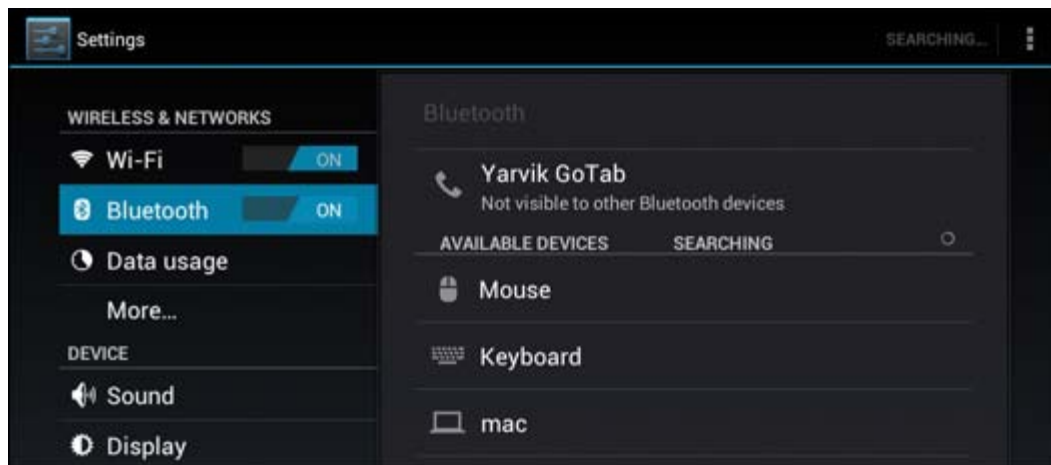 Settings
SEARCHING...
WIRELESS & NETWORKS
Wi-Fi ON
Bluetooth ON
Data usage
More...
DEVICE
Sound
Display
Bluetooth
Yarvik GoTab
Not visible to other Bluetooth devices
AVAILABLE DEVICES SEARCHING
Mouse
Keyboard
mac